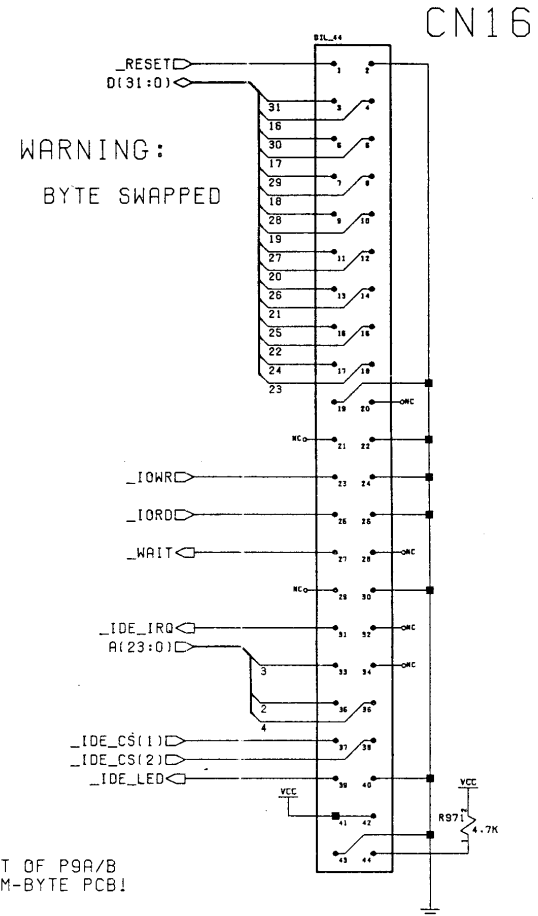 CN16
DIL_44
_RESET
1 2
D(31:0)
31 3 4
16
30 5 6
17
WARNING:
29 7 8
18
BYTE SWAPPED
28 9 10
19
27 11 12
20
26 13 14
21
25 15 16
22
24 17 18
23
19 20 NC
NC 21 22
_IOWR 23 24
_IORD 25 26
_WAIT 27 28 NC
NC 29 30
_IDE_IRQ 31 32 NC
A(23:0)
3 33 34 NC
2 35 36
4
_IDE_CS(1) 37 38
_IDE_CS(2)
_IDE_LED 39 40
VCC 41 42
VCC
R971 2
4.7K
1
43 44
T OF P9A/B
M-BYTE PCB!